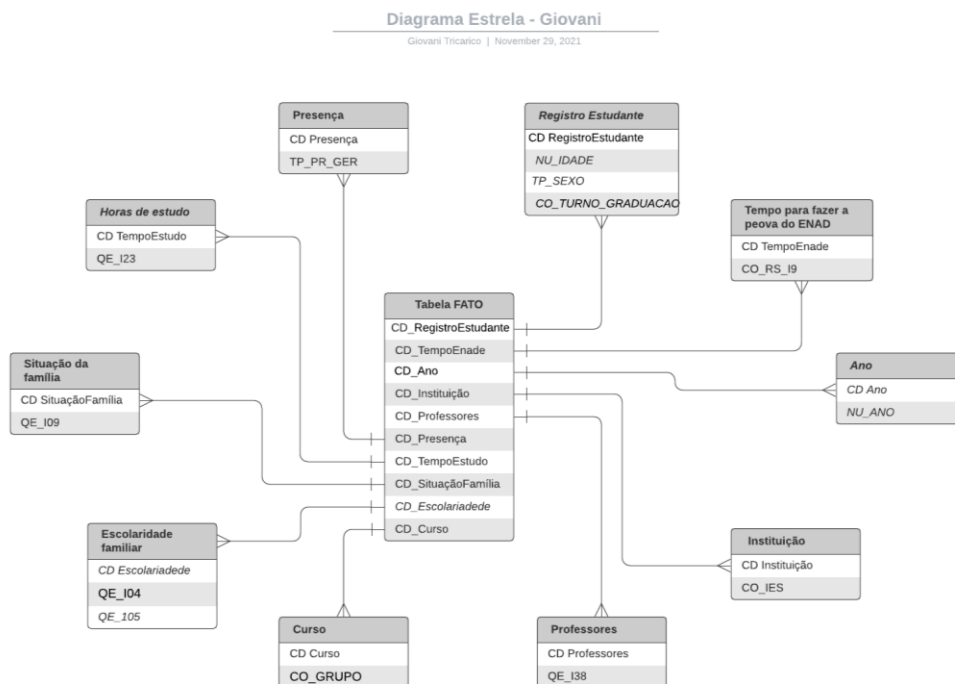 Diagrama Estrela - Giovani
Giovani Tricarico | November 29, 2021
Presença
CD Presença
TP_PR_GER
Registro Estudante
CD RegistroEstudante
NU_IDADE
TP_SEXO
CO_TURNO_GRADUACAO
Horas de estudo
CD TempoEstudo
QE_I23
Tempo para fazer a
peova do ENAD
CD TempoEnade
CO_RS_I9
Tabela FATO
CD_RegistroEstudante
CD_TempoEnade
CD_Ano
CD_Instituição
CD_Professores
CD_Presença
CD_TempoEstudo
CD_SituaçãoFamília
CD_Escolariadede
CD_Curso
Situação da
família
CD SituaçãoFamília
QE_I09
Ano
CD Ano
NU_ANO
Escolaridade
familiar
CD Escolariadede
QE_I04
QE_105
Instituição
CD Instituição
CO_IES
Curso
CD Curso
CO_GRUPO
Professores
CD Professores
QE_I38